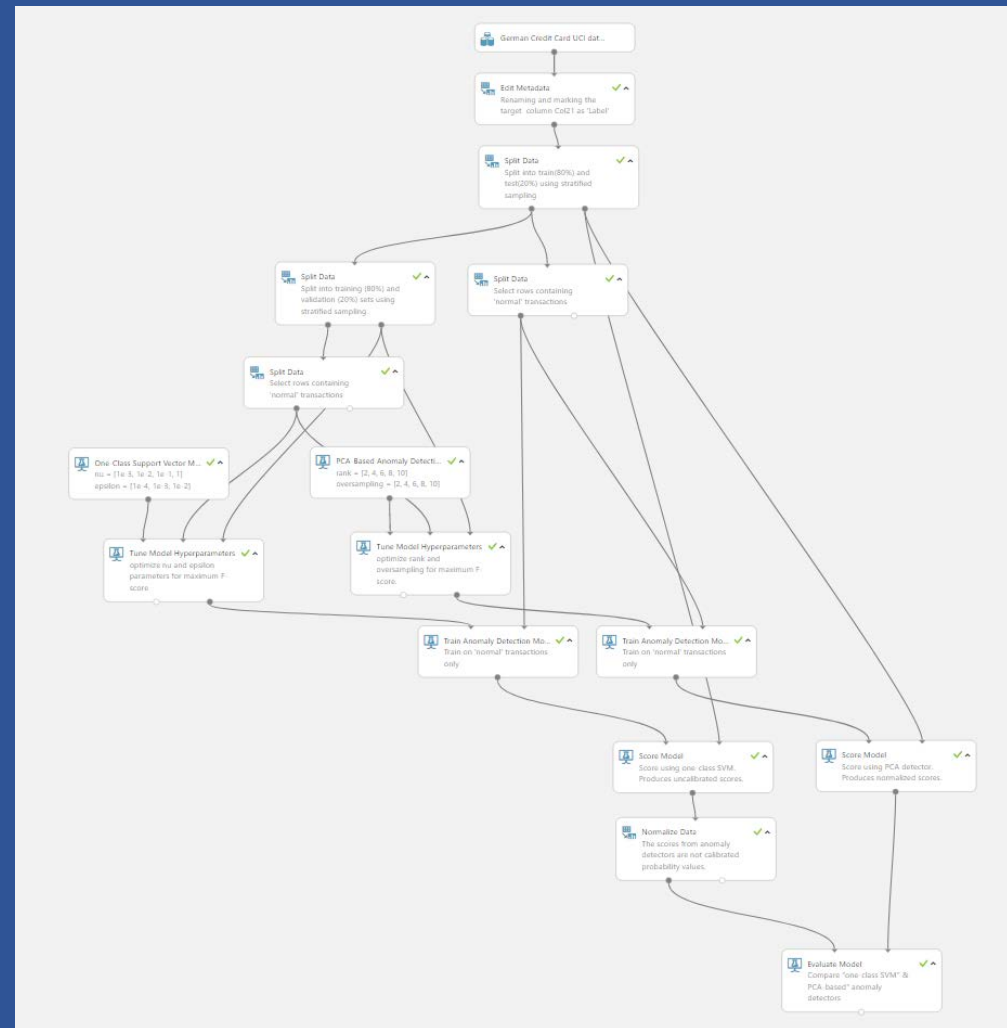 German Credit Card UCI dat...
Edit Metadata
Renaming and marking the
target column Col21 as 'Label'
Split Data
Split into train(80%) and
test(20%) using stratified
sampling
Split Data
Split into training (80%) and
validation (20%) sets using
stratified sampling
Split Data
Select rows containing
'normal' transactions
Split Data
Select rows containing
'normal' transactions
One-Class Support Vector M...
nu = [1e-3, 1e-2, 1e-1, 1]
epsilon = [1e-4, 1e-3, 1e-2]
PCA-Based Anomaly Detecti...
rank = [2, 4, 6, 8, 10]
oversampling = [2, 4, 6, 8, 10]
Tune Model Hyperparameters
optimize nu and epsilon
parameters for maximum F-
score
Tune Model Hyperparameters
optimize rank and
oversampling for maximum F-
score.
Train Anomaly Detection Mo...
Train on 'normal' transactions
only
Train Anomaly Detection Mo...
Train on 'normal' transactions
only
Score Model
Score using one-class SVM.
Produces uncalibrated scores.
Score Model
Score using PCA detector.
Produces normalized scores.
Normalize Data
The scores from anomaly
detectors are not calibrated
probability values.
Evaluate Model
Compare "one-class SVM" &
PCA-based" anomaly
detectors